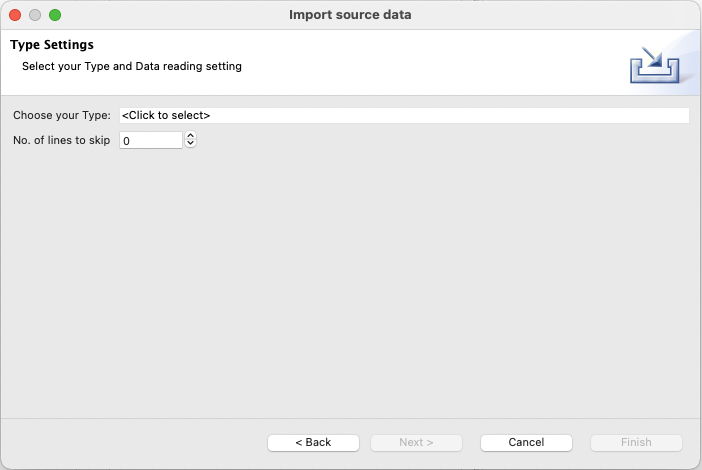 Import source data
Type Settings
Select your Type and Data reading setting
Choose your Type: <Click to select>
No. of lines to skip 0
< Back Next > Cancel Finish